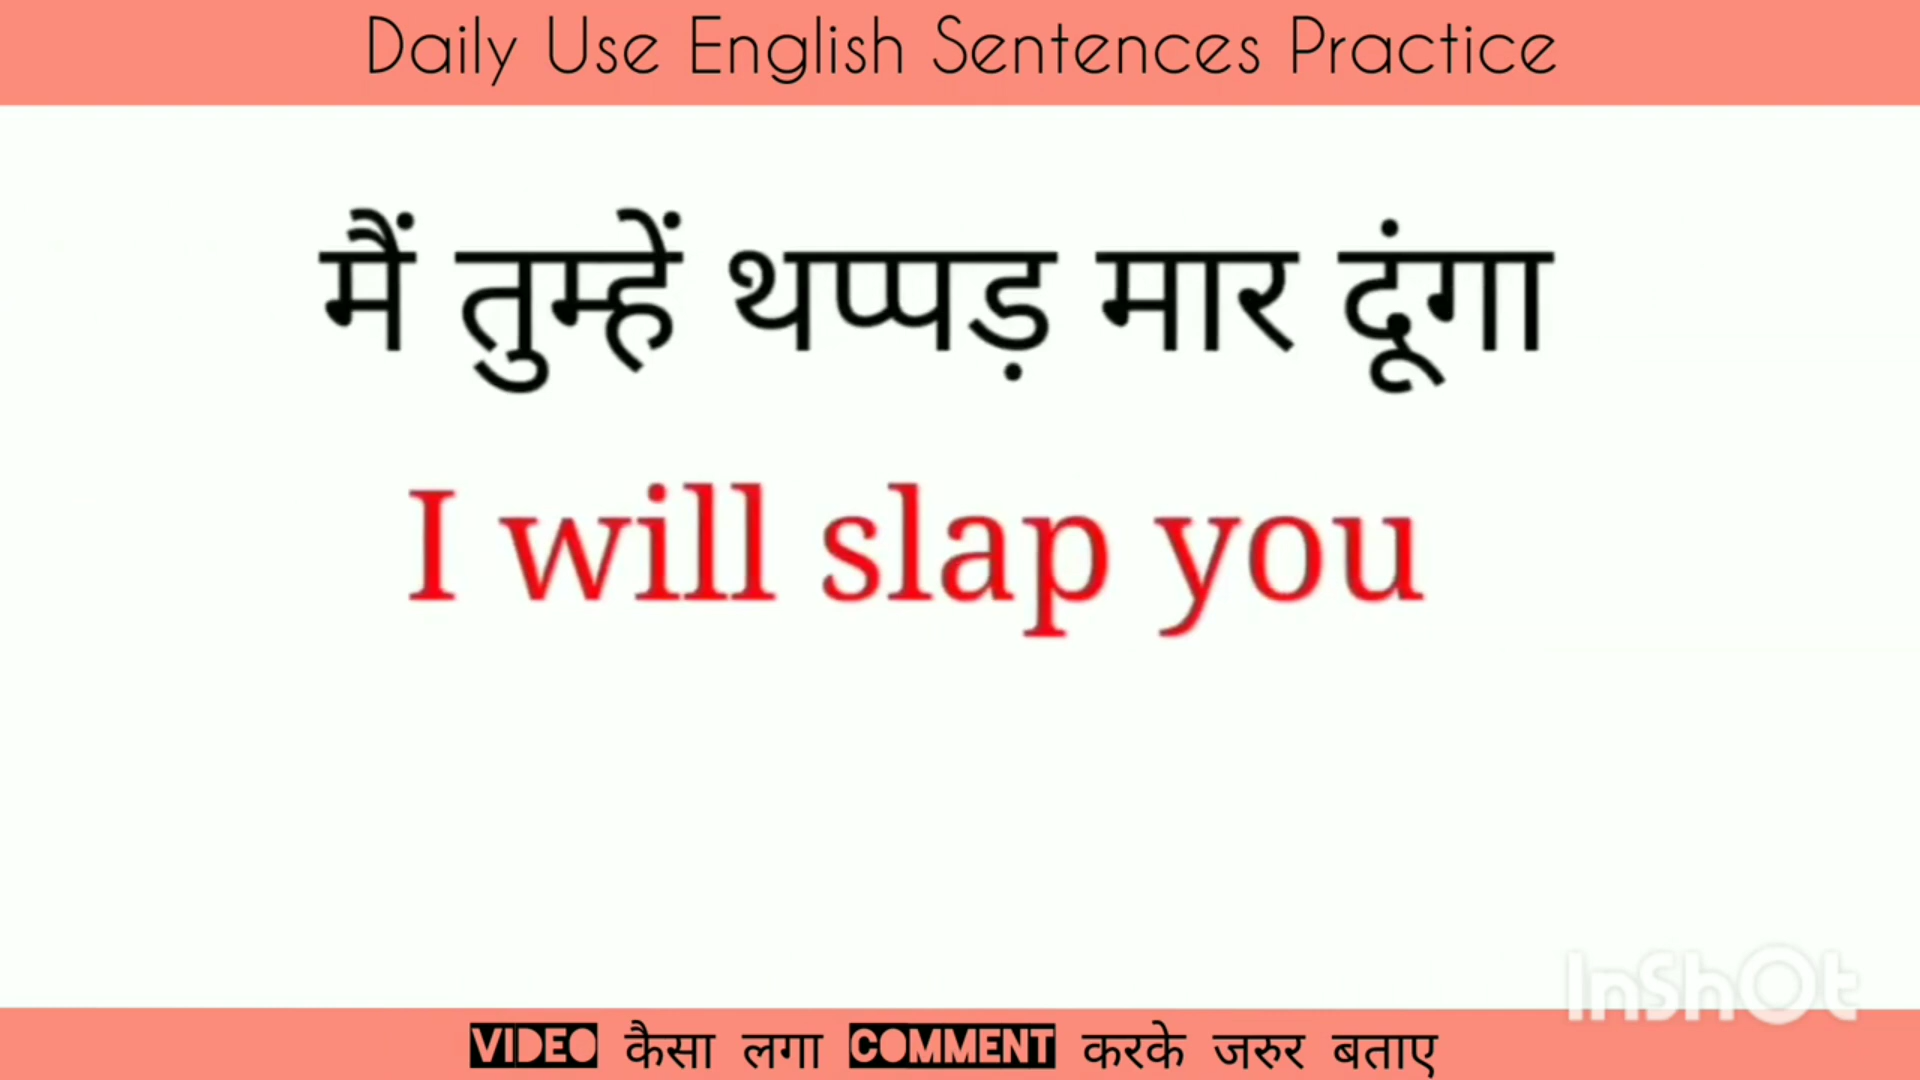 Daily Use English Sentences Practice
मैं तुम्हें थप्पड़ मार दूंगा
I will slap you
InShOt
VIDEO कैसा लगा COMMENT करके जरुर बताए